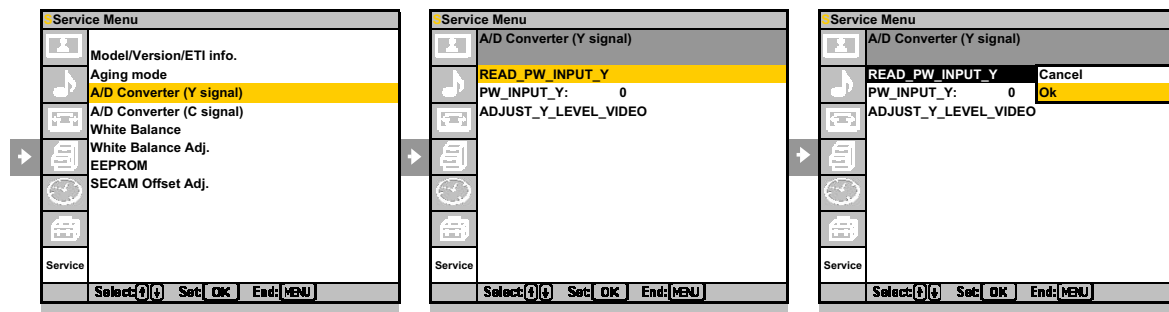 Service Menu
Model/Version/ETI info.
Aging mode
A/D Converter (Y signal)
A/D Converter (C signal)
White Balance
White Balance Adj.
EEPROM
SECAM Offset Adj.
Service
Select: Set: OK End: MENU
Service Menu
A/D Converter (Y signal)
READ_PW_INPUT_Y
PW_INPUT_Y: 0
ADJUST_Y_LEVEL_VIDEO
Service
Select: Set: OK End: MENU
Service Menu
A/D Converter (Y signal)
READ_PW_INPUT_Y Cancel
PW_INPUT_Y: 0 Ok
ADJUST_Y_LEVEL_VIDEO
Service
Select: Set: OK End: MENU